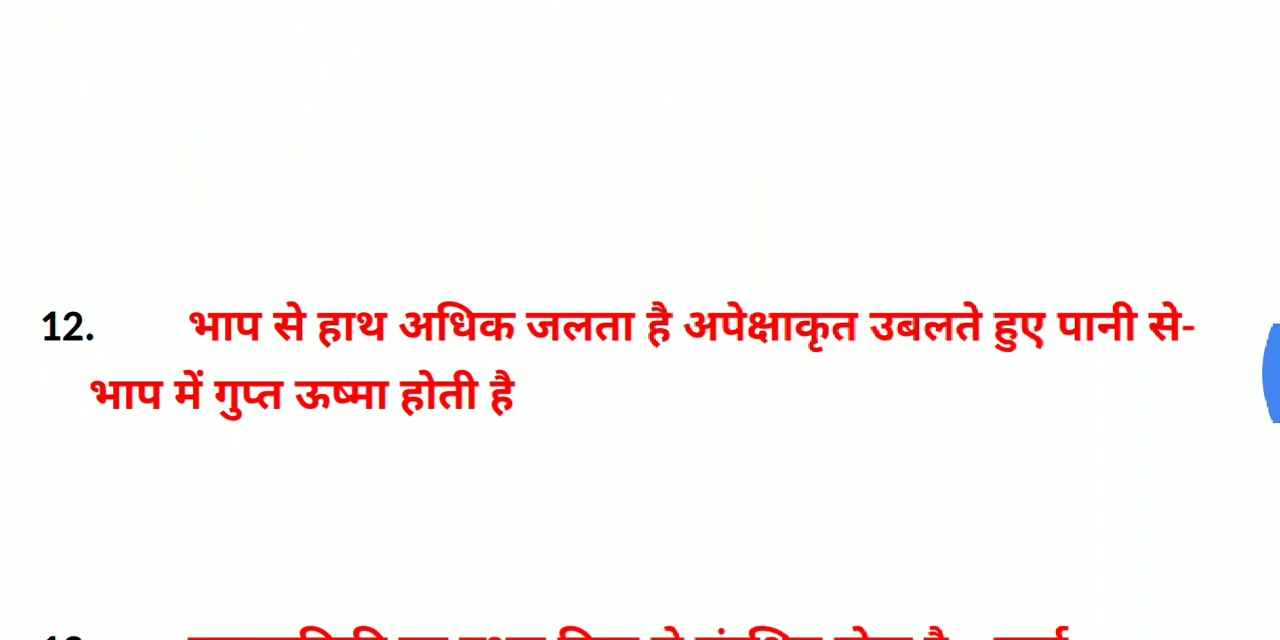 12. भाप से हाथ अधिक जलता है अपेक्षाकृत उबलते हुए पानी से-
भाप में गुप्त ऊष्मा होती है